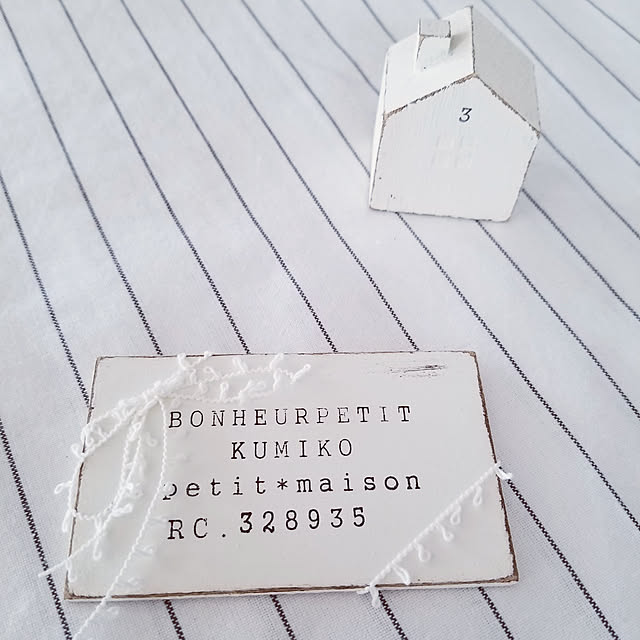 3
BONHEURPETIT
KUMIKO
petit*maison
RC.328935